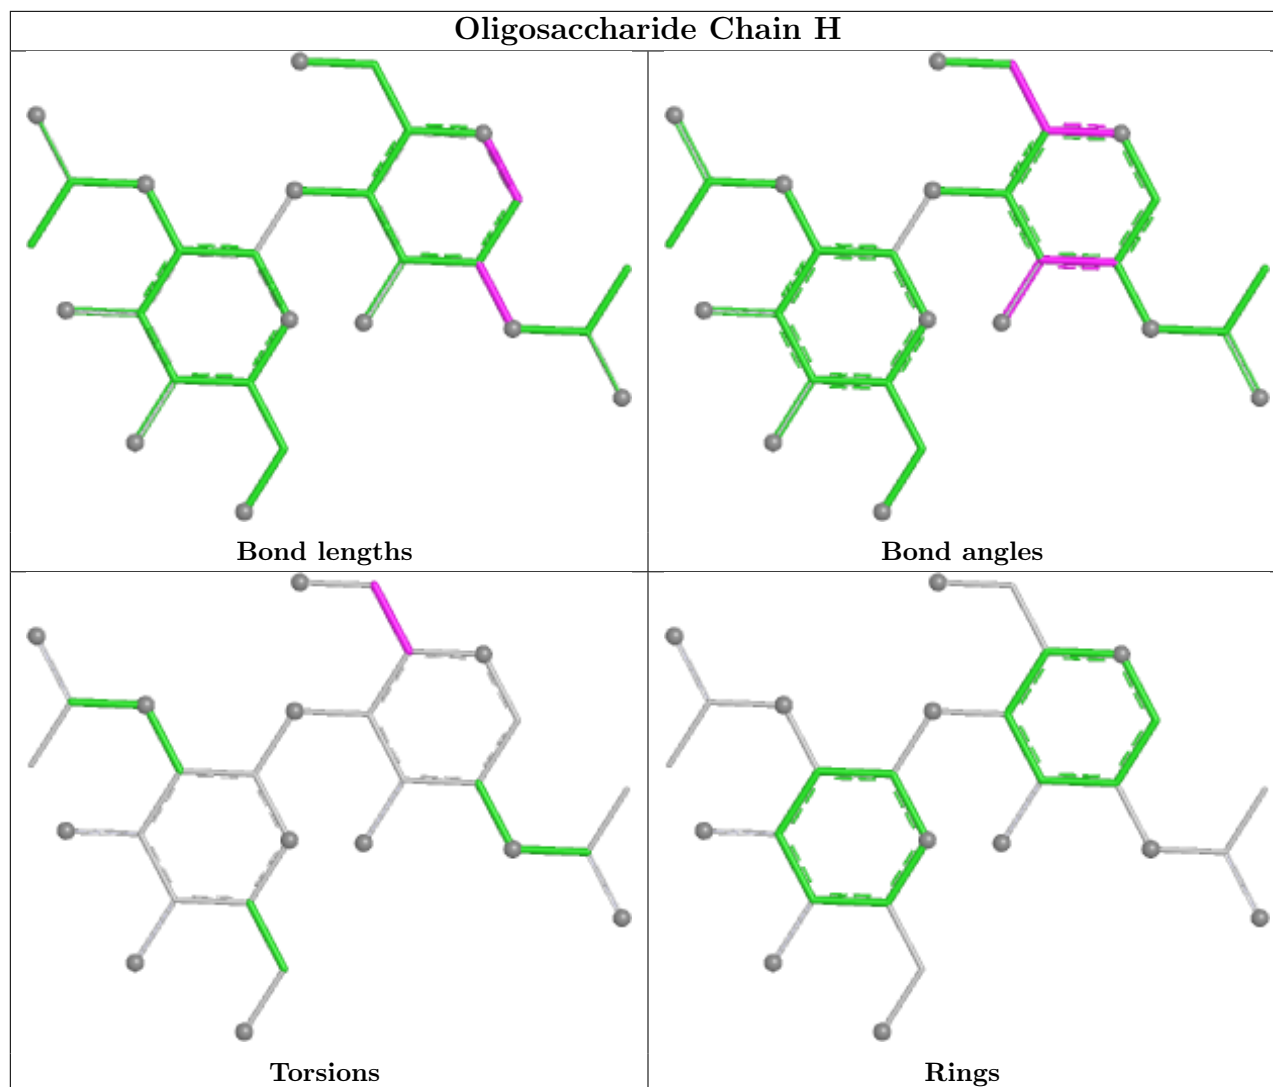 Oligosaccharide Chain H
Bond lengths
Bond angles
Torsions
Rings